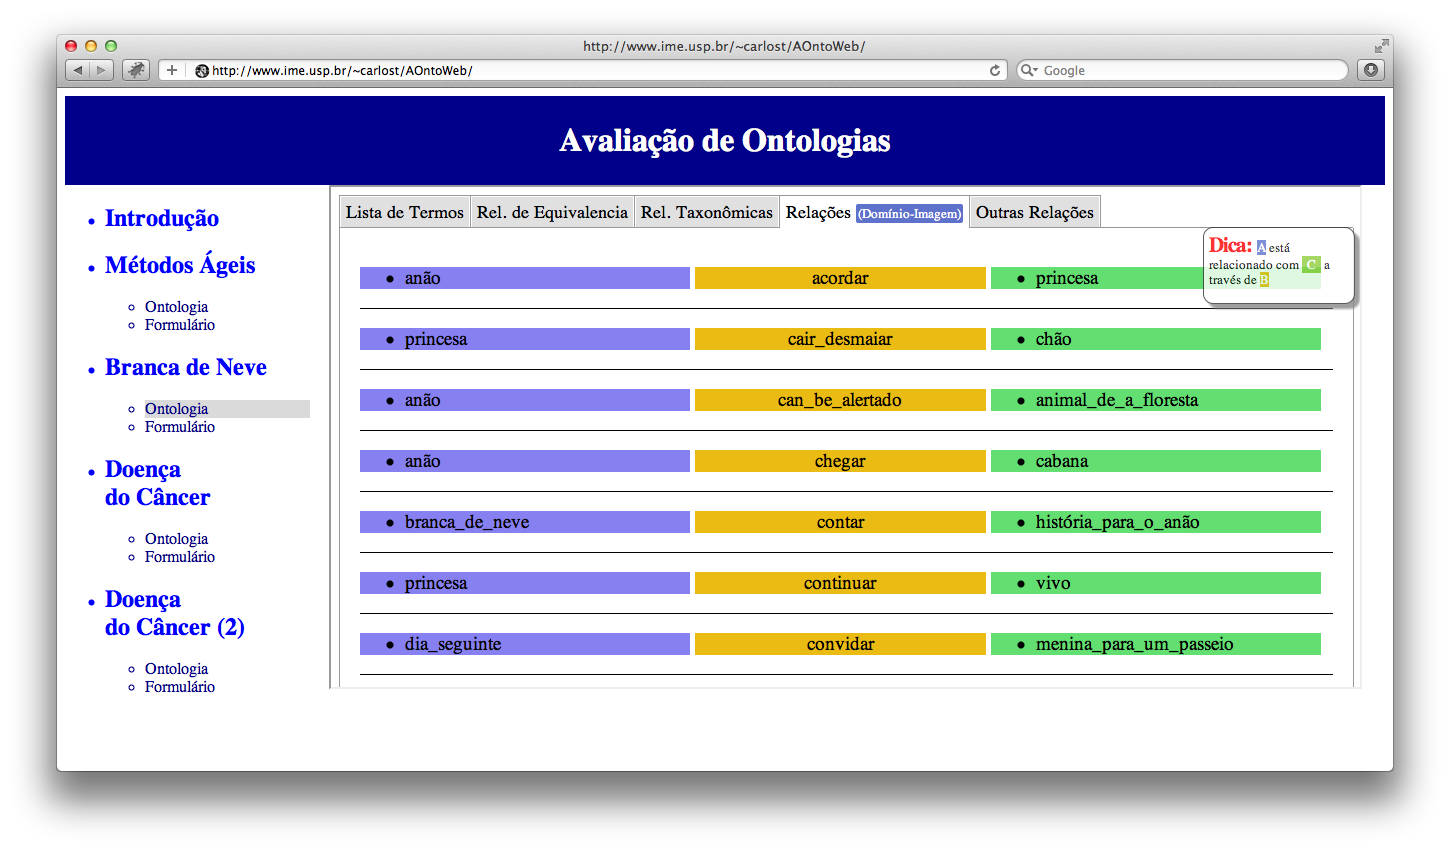 http://www.ime.usp.br/~carlost/AOntoWeb/
http://www.ime.usp.br/~carlost/AOntoWeb/
Google
Avaliação de Ontologias
Introdução
Métodos Ágeis
Ontologia
Formulário
Branca de Neve
Ontologia
Formulário
Doença
do Câncer
Ontologia
Formulário
Doença
do Câncer (2)
Ontologia
Formulário
Lista de Termos Rel. de Equivalencia Rel. Taxonômicas Relações (Domínio-Imagem) Outras Relações
Dica: A está
relacionado com C a
través de B
anão acordar princesa
princesa cair_desmaiar chão
anão can_be_alertado animal_de_a_floresta
anão chegar cabana
branca_de_neve contar história_para_o_anão
princesa continuar vivo
dia_seguinte convidar menina_para_um_passeio